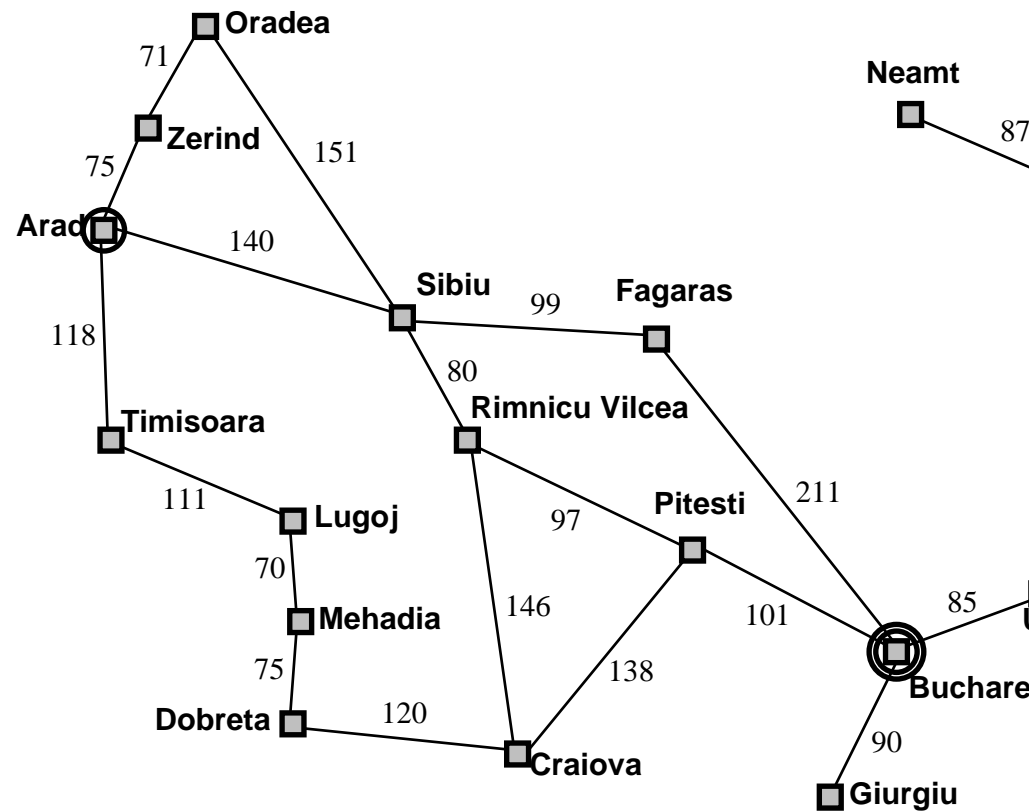 Oradea
71
Neamt
87
Zerind
151
75
Arad
140
Sibiu
Fagaras
99
118
80
Timisoara
Rimnicu Vilcea
111
211
Pitesti
97
Lugoj
70
146
101
85
Mehadia
75
138
Buchare
Dobreta
120
90
Craiova
Giurgiu